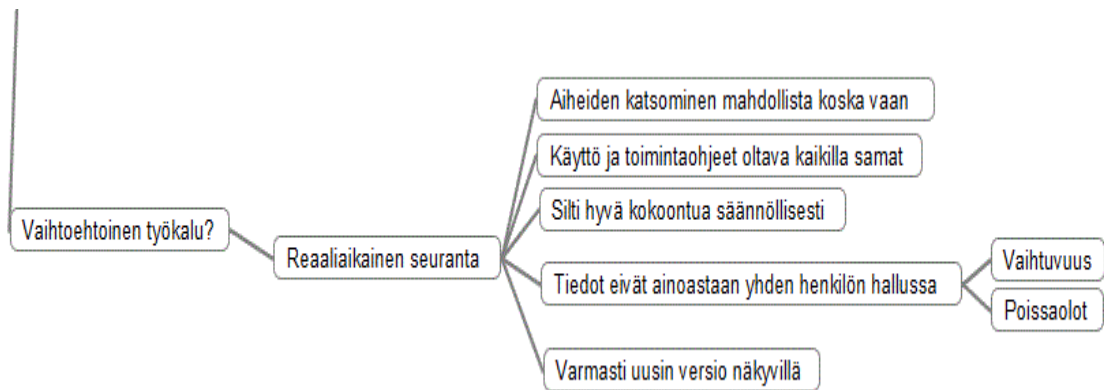 Vaihtoehtoinen työkalu?
Reaaliaikainen seuranta
Aiheiden katsominen mahdollista koska vaan
Käyttö ja toimintaohjeet oltava kaikilla samat
Silti hyvä kokoontua säännöllisesti
Tiedot eivät ainoastaan yhden henkilön hallussa
Vaihtuvuus
Poissaolot
Varmasti uusin versio näkyvillä